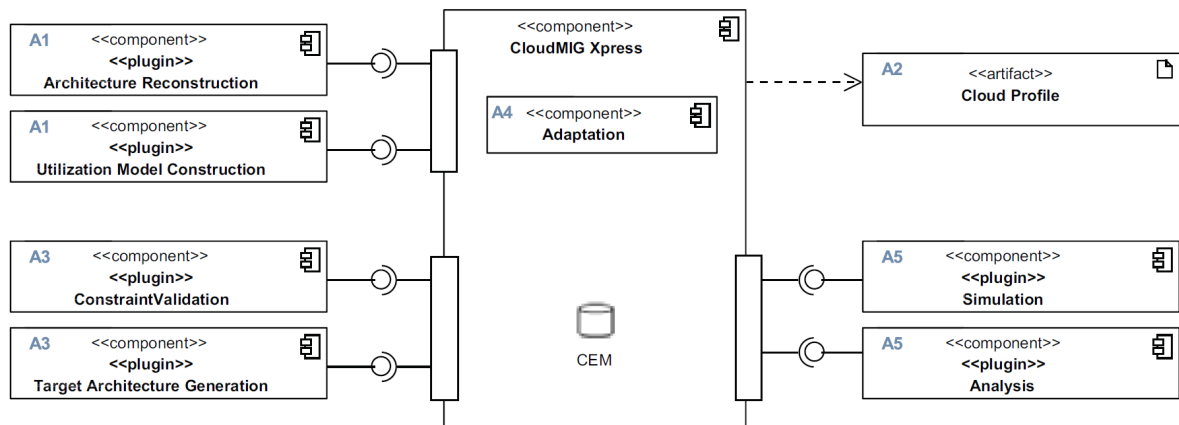 A1
<<component>>
<<plugin>>
Architecture Reconstruction
A1
<<component>>
<<plugin>>
Utilization Model Construction
A3
<<component>>
<<plugin>>
ConstraintValidation
A3
<<component>>
<<plugin>>
Target Architecture Generation
<<component>>
CloudMIG Xpress
A4
<<component>>
Adaptation
CEM
A2
<<artifact>>
Cloud Profile
A5
<<component>>
<<plugin>>
Simulation
A5
<<component>>
<<plugin>>
Analysis